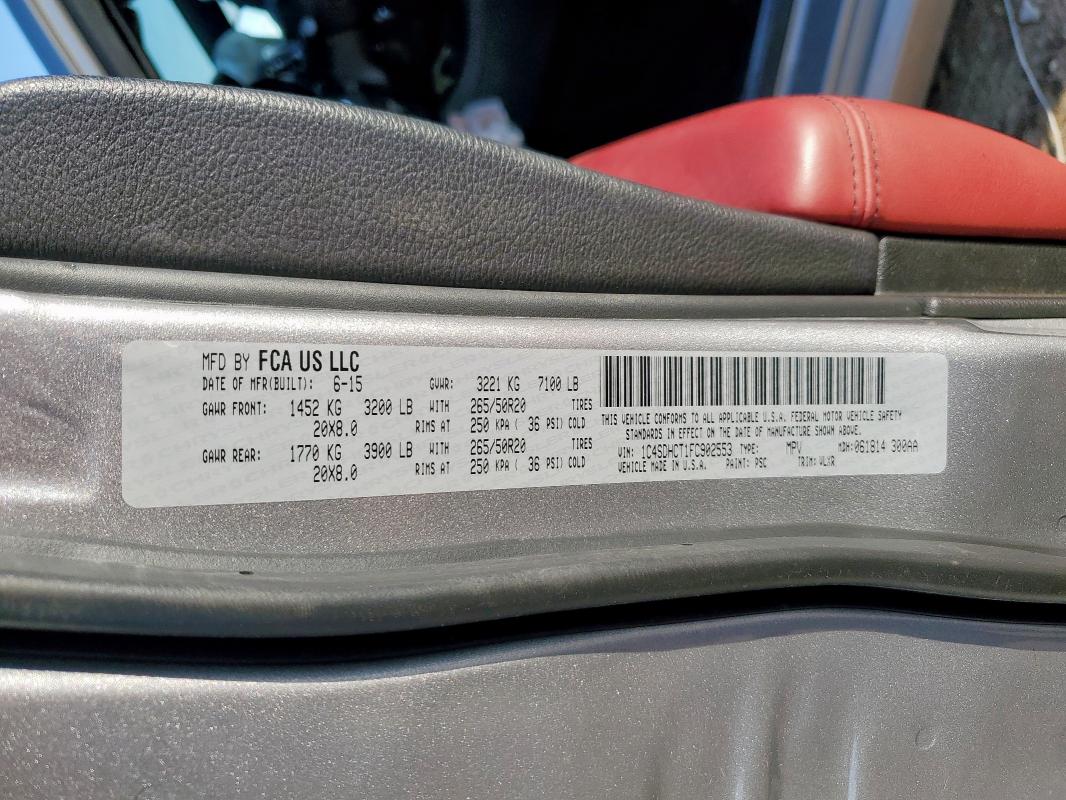 MFD BY FCA US LLC
DATE OF MFR(BUILT): 6-15 GVWR: 3221 KG 7100 LB
GAWR FRONT: 1452 KG 3200 LB WITH 265/50R20 TIRES
20X8.0 RIMS AT 250 KPA ( 36 PSI) COLD
GAWR REAR: 1770 KG 3900 LB WITH 265/50R20 TIRES
20X8.0 RIMS AT 250 KPA ( 36 PSI) COLD
THIS VEHICLE CONFORMS TO ALL APPLICABLE U.S.A. FEDERAL MOTOR VEHICLE SAFETY
STANDARDS IN EFFECT ON THE DATE OF MANUFACTURE SHOWN ABOVE.
VIN: 1C4SDHCT1FC902553 TYPE: MPV MDH:061814 300AA
VEHICLE MADE IN U.S.A. PAINT: PSC TRIM: VLXR